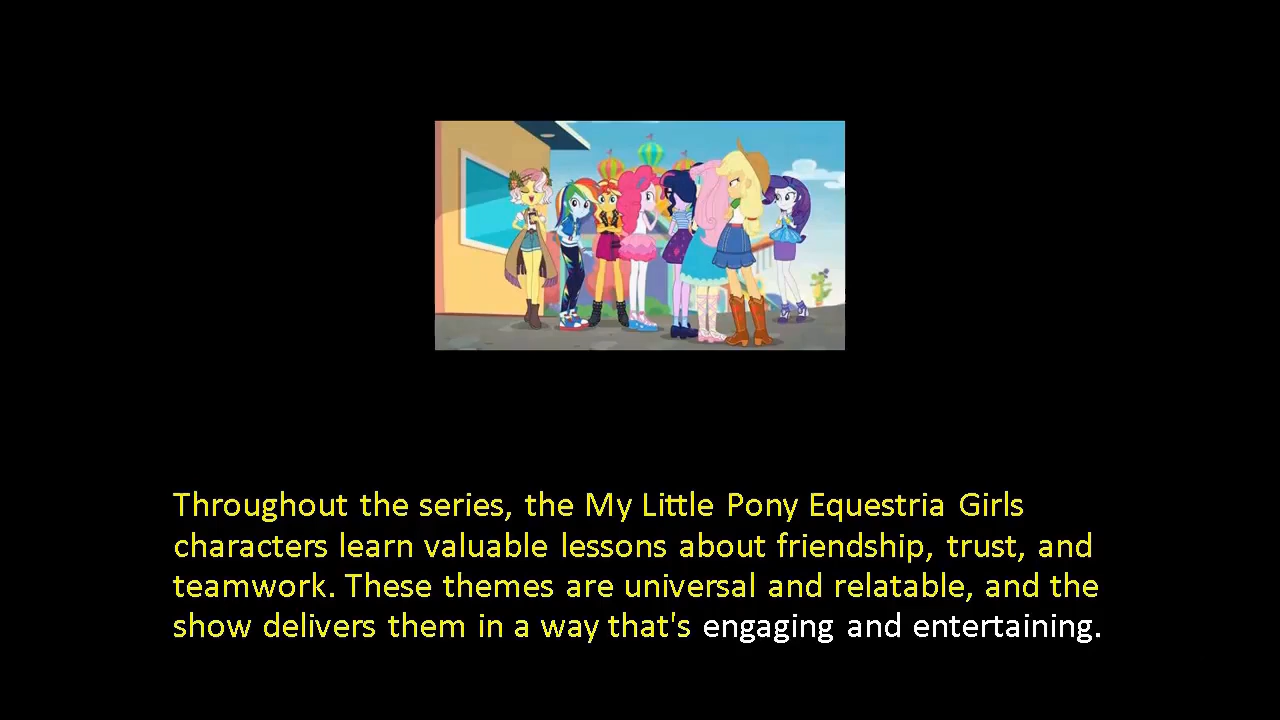 Throughout the series, the My Little Pony Equestria Girls
characters learn valuable lessons about friendship, trust, and
teamwork. These themes are universal and relatable, and the
show delivers them in a way that's engaging and entertaining.